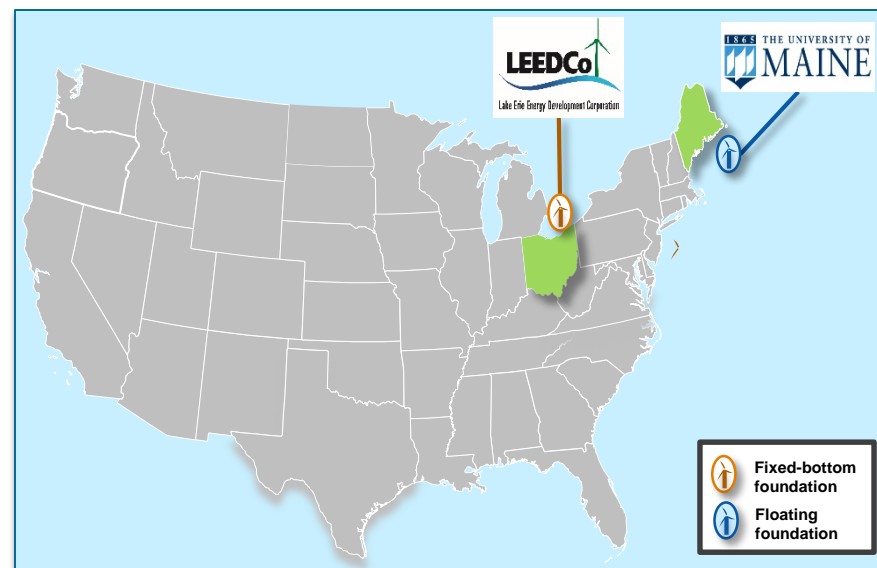 LEEDCo
Lake Erie Energy Development Corporation
1865 THE UNIVERSITY OF
MAINE
Fixed-bottom
foundation
Floating
foundation